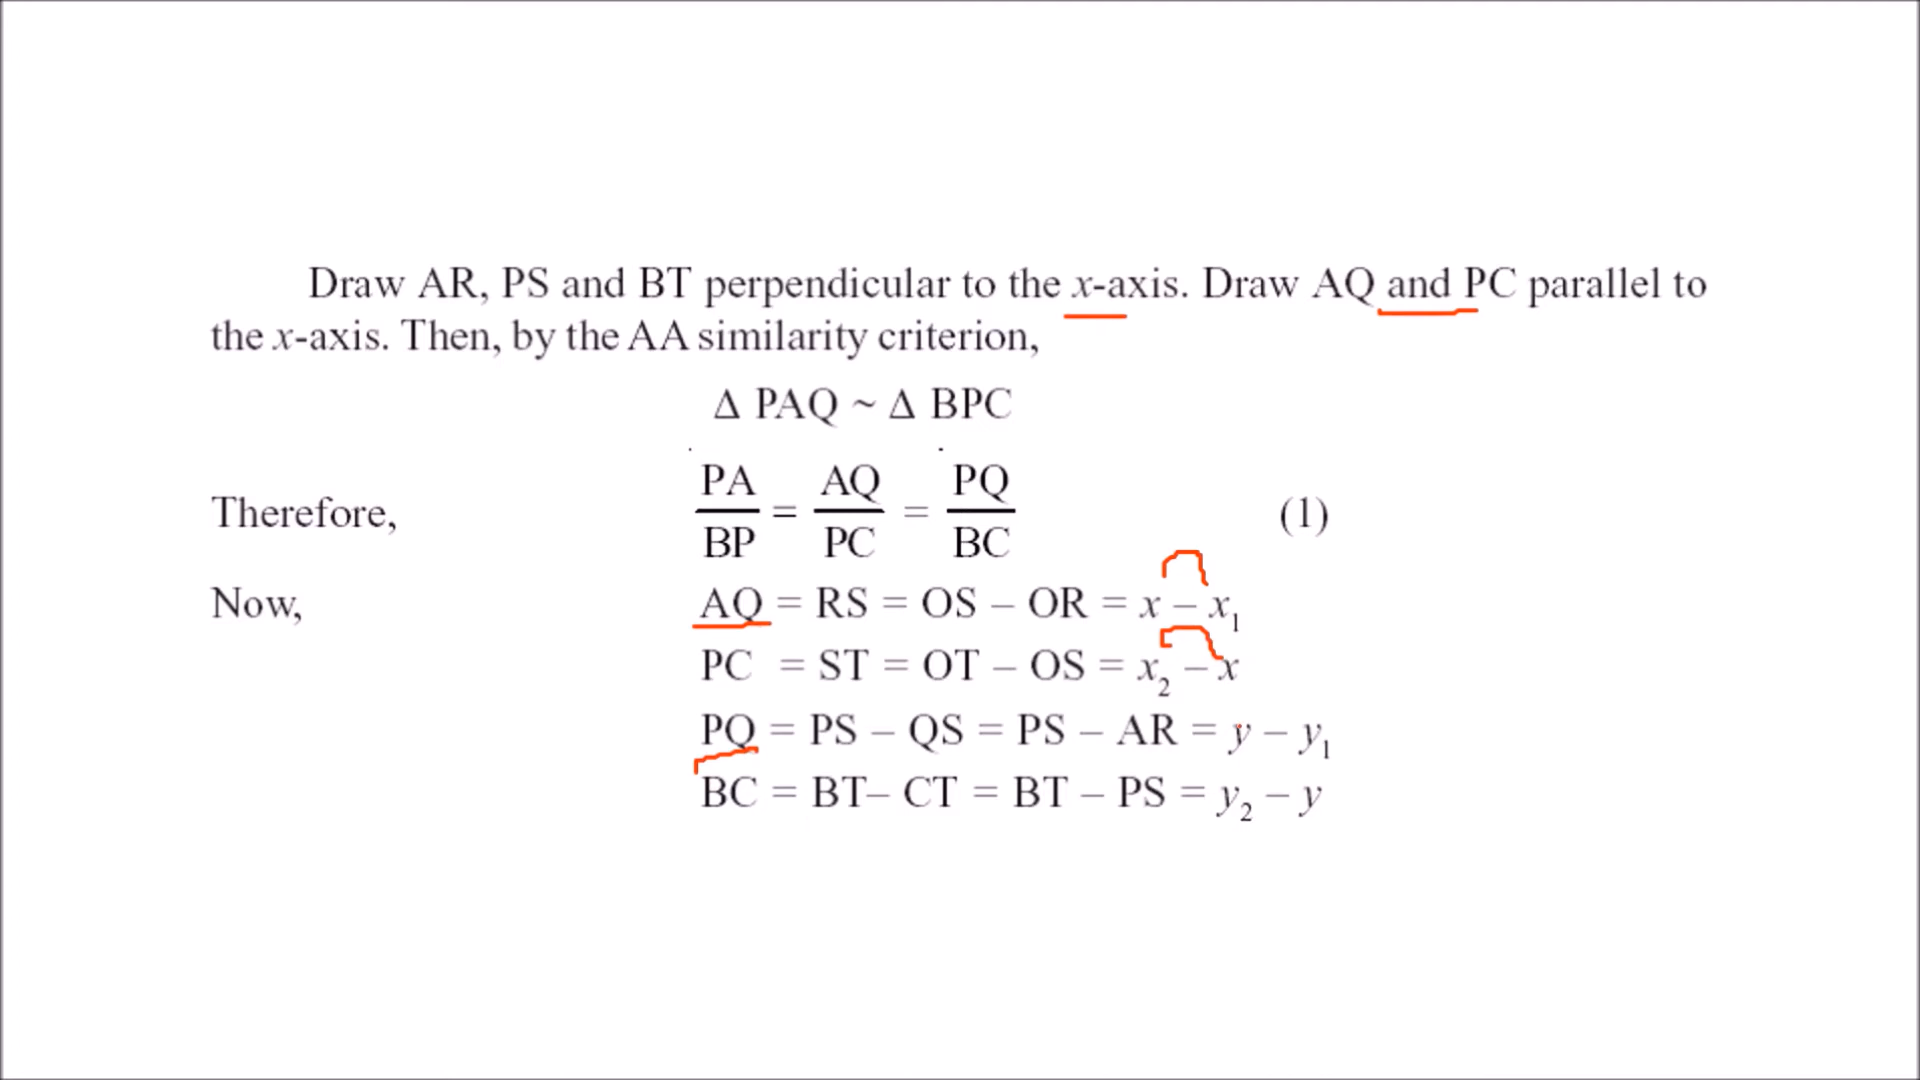 Draw AR, PS and BT perpendicular to the x-axis. Draw AQ and PC parallel to
the x-axis. Then, by the AA similarity criterion,
Δ PAQ ~ Δ BPC
Therefore, PA/BP = AQ/PC = PQ/BC (1)
Now, AQ = RS = OS – OR = x – x₁
PC = ST = OT – OS = x₂ – x
PQ = PS – QS = PS – AR = y – y₁
BC = BT– CT = BT – PS = y₂ – y